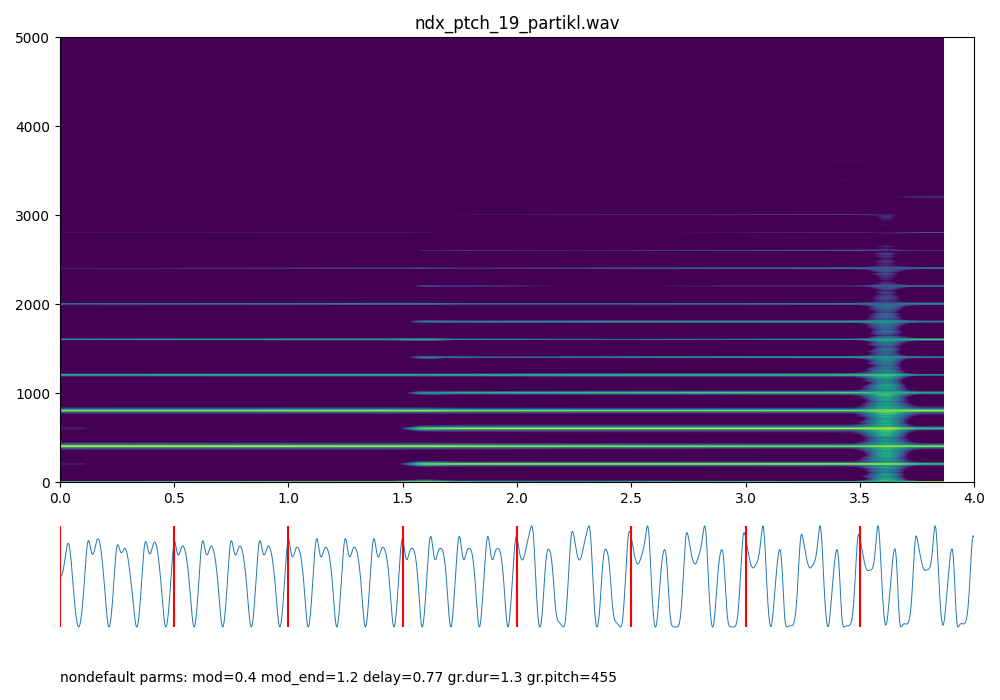 ndx_ptch_19_partikl.wav
5000
4000
3000
2000
1000
0
0.0 0.5 1.0 1.5 2.0 2.5 3.0 3.5 4.0
nondefault parms: mod=0.4 mod_end=1.2 delay=0.77 gr.dur=1.3 gr.pitch=455